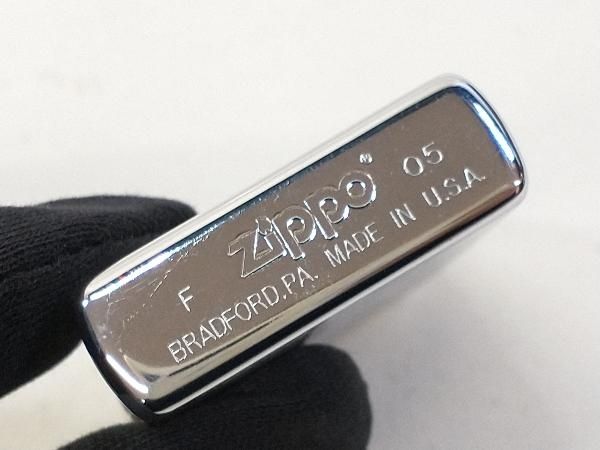 F Zippo® 05
BRADFORD,PA. MADE IN U.S.A.